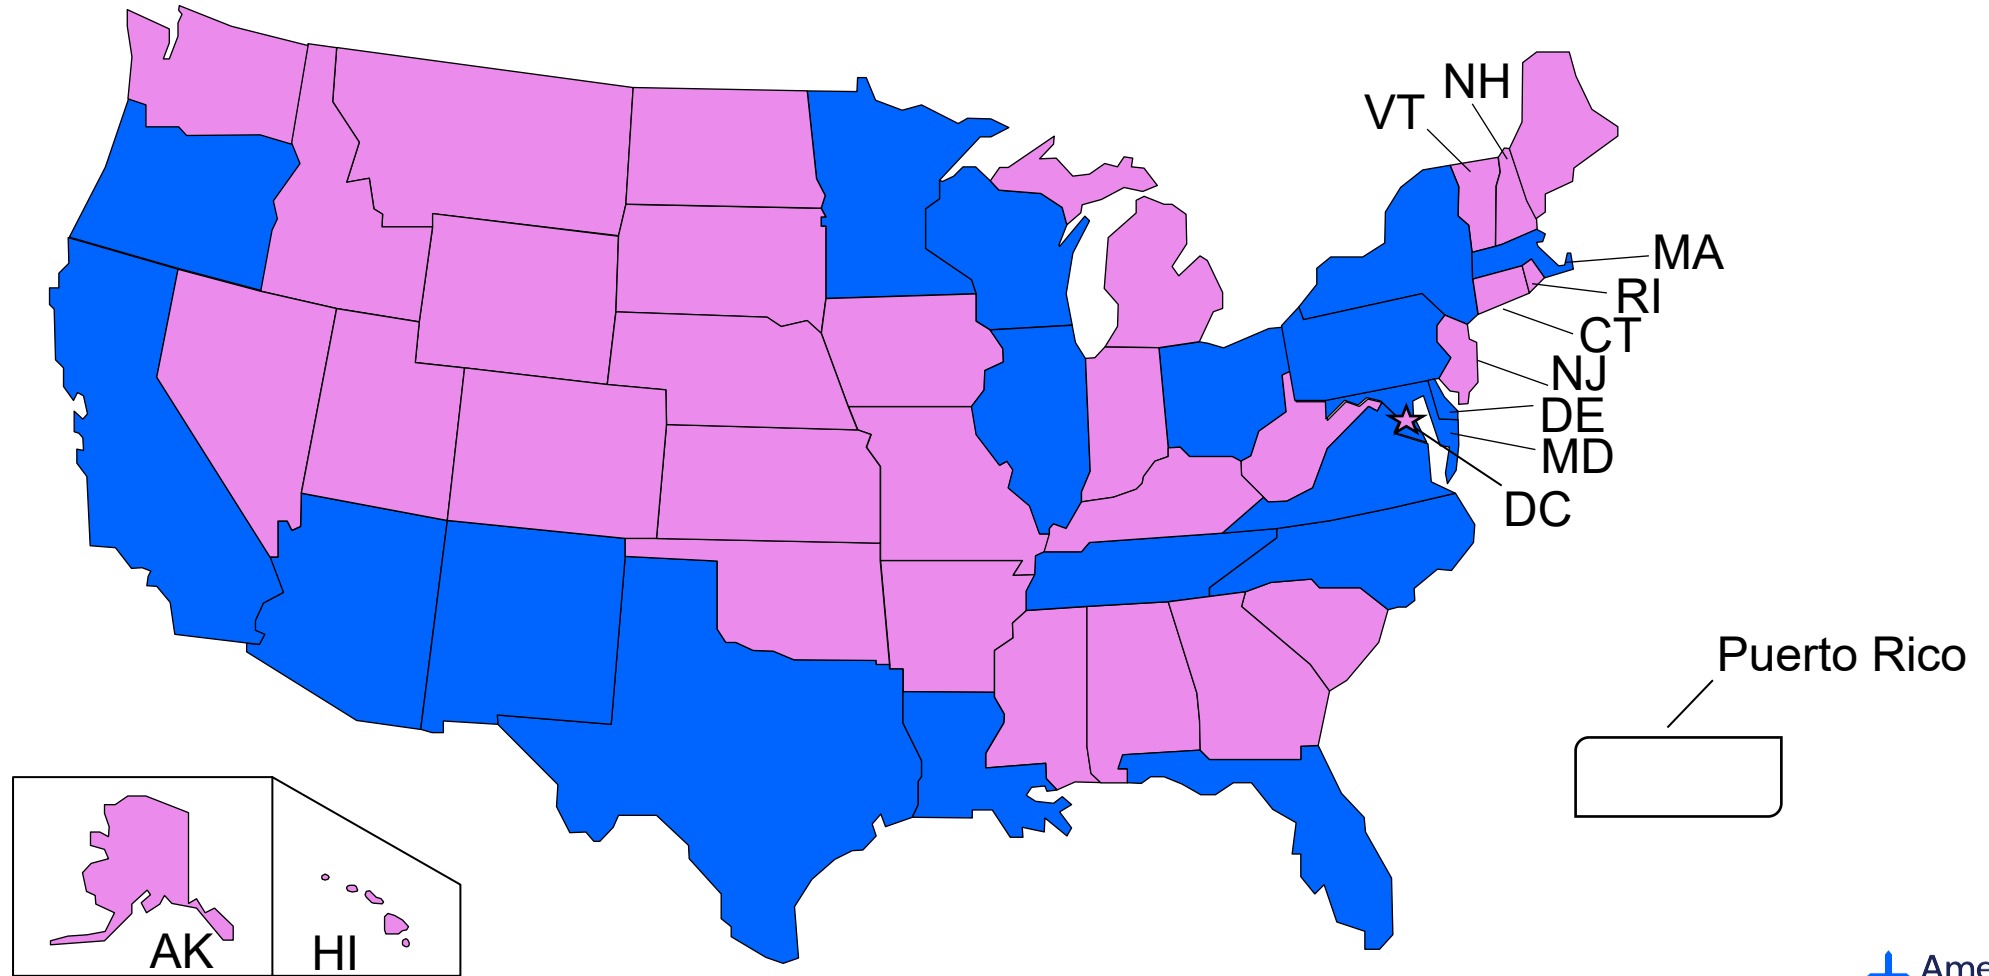 NH
VT
MA
RI
CT
NJ
DE
MD
DC
Puerto Rico
AK
HI